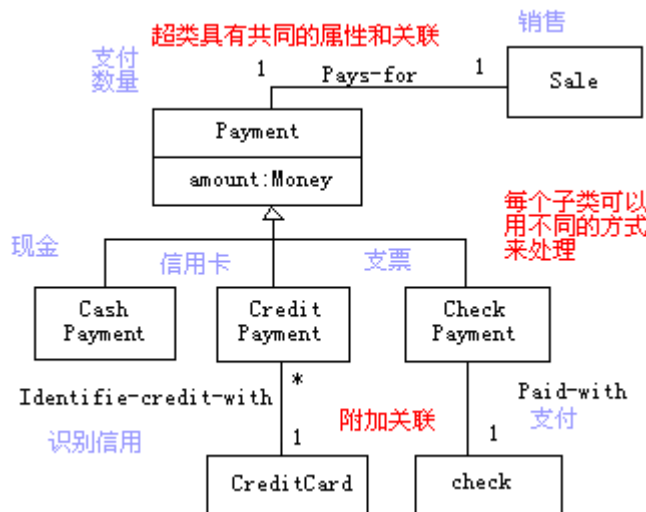 超类具有共同的属性和关联
销售
支付
数量
1
Pays-for
1
Sale
Payment
amount:Money
每个子类可以
用不同的方式
来处理
现金
信用卡
支票
Cash
Payment
Credit
Payment
Check
Payment
Identifie-credit-with
*
Paid-with
识别信用
附加关联
支付
1
1
CreditCard
check